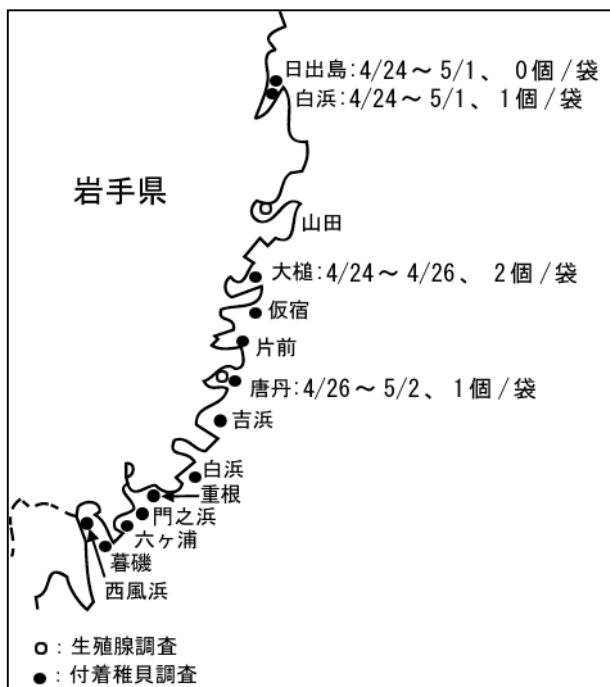 日出島:4/24～5/1、 0個/袋
白浜:4/24～5/1、1個/袋
岩手県
山田
大槌:4/24～4/26、 2個/袋
仮宿
片前
唐丹:4/26～5/2、1個/袋
吉浜
白浜
重根
門之浜
六ヶ浦
暮磯
西風浜
: 生殖腺調査
: 付着稚貝調査